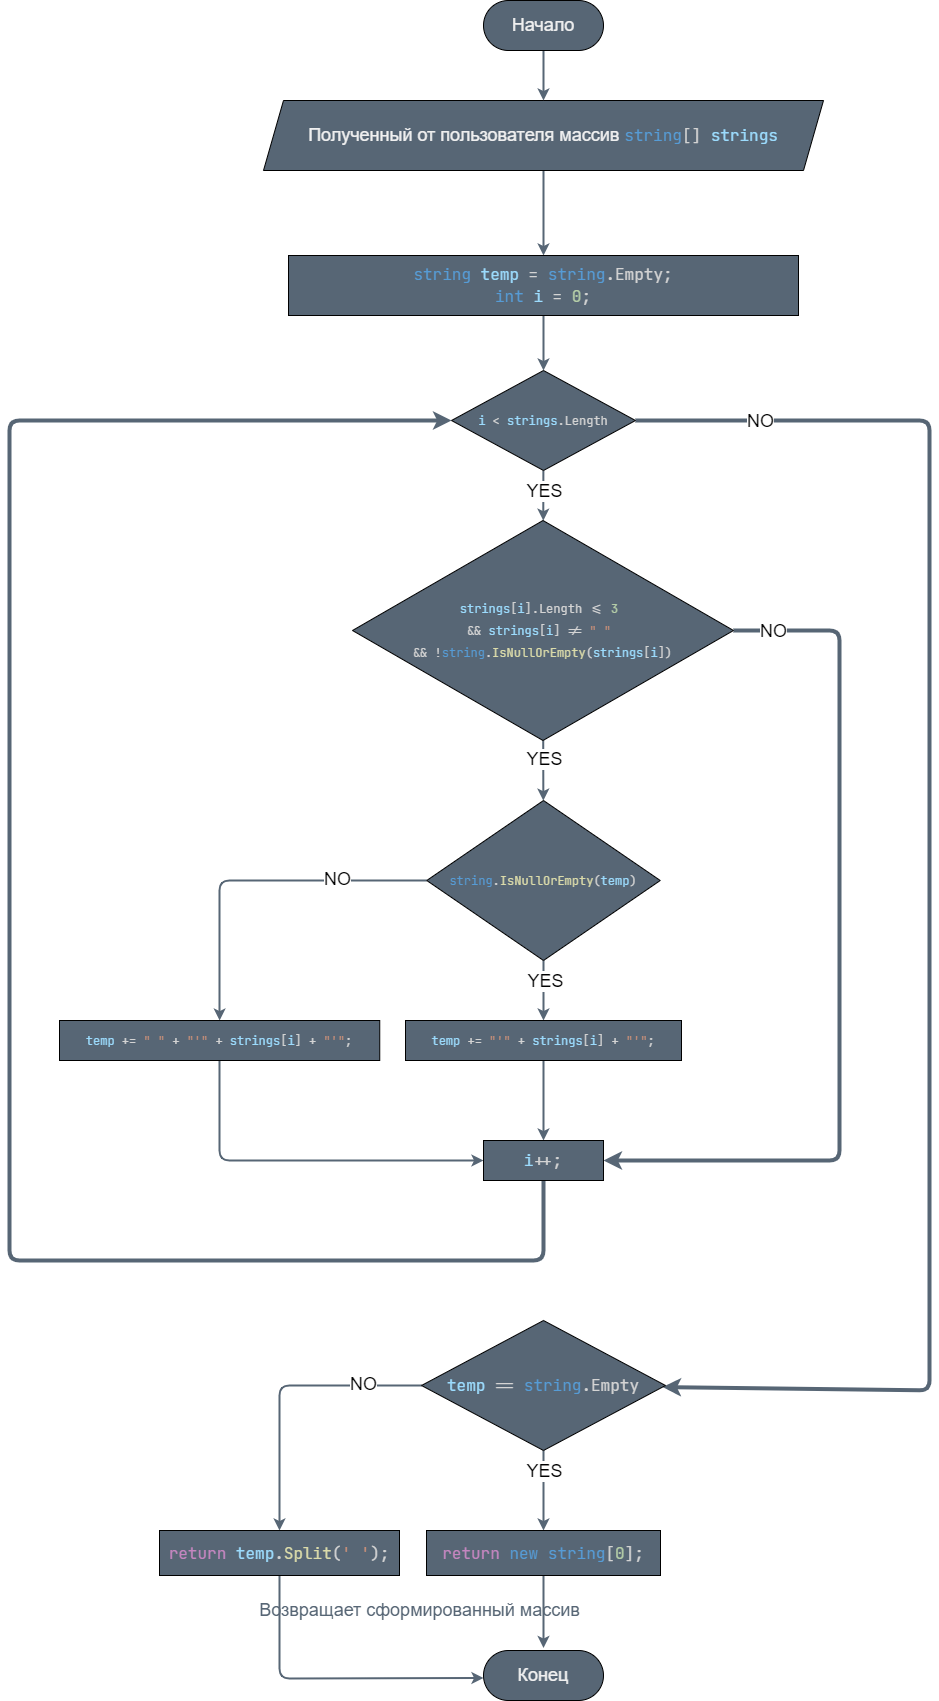 Начало
Полученный от пользователя массив string[] strings
string temp = string.Empty;
int i = 0;
i < strings.Length
NO
YES
strings[i].Length ⩽ 3
&& strings[i] ≠ " "
&& !string.IsNullOrEmpty(strings[i])
NO
YES
string.IsNullOrEmpty(temp)
NO
YES
temp += " " + "'" + strings[i] + "'";
temp += "'" + strings[i] + "'";
i++;
temp == string.Empty
NO
YES
return temp.Split(' ');
return new string[0];
Возвращает сформированный массив
Конец